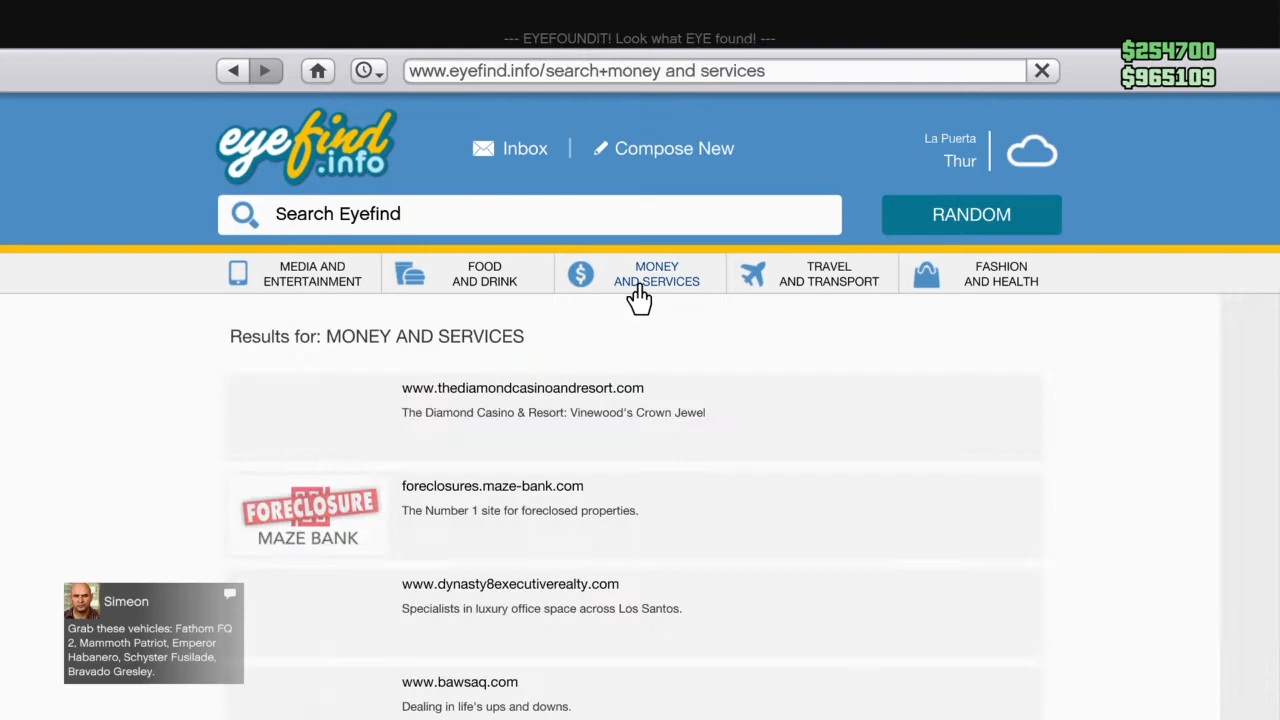 --- EYEFOUNDIT! Look what EYE found! ---
$254700
www.eyefind.info/search+money and services
$965109
eyefind
.info
Inbox
Compose New
La Puerta
Thur
Search Eyefind
RANDOM
MEDIA AND
ENTERTAINMENT
FOOD
AND DRINK
MONEY
AND SERVICES
TRAVEL
AND TRANSPORT
FASHION
AND HEALTH
Results for: MONEY AND SERVICES
www.thediamondcasinoandresort.com
The Diamond Casino & Resort: Vinewood's Crown Jewel
FORECLOSURE
MAZE BANK
foreclosures.maze-bank.com
The Number 1 site for foreclosed properties.
www.dynasty8executiverealty.com
Specialists in luxury office space across Los Santos.
Simeon
Grab these vehicles: Fathom FQ
2, Mammoth Patriot, Emperor
Habanero, Schyster Fusilade,
Bravado Gresley.
www.bawsaq.com
Dealing in life's ups and downs.